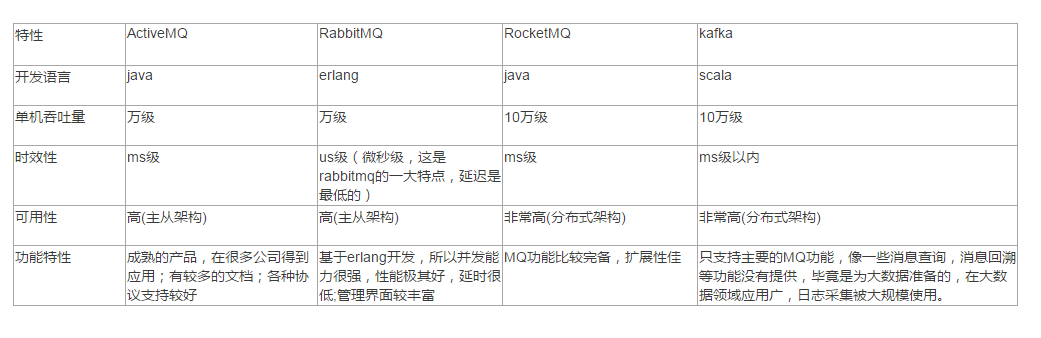 特性 ActiveMQ RabbitMQ RocketMQ kafka
开发语言 java erlang java scala
单机吞吐量 万级 万级 10万级 10万级
时效性 ms级 us级（微秒级，这是 ms级 ms级以内
rabbitmq的一大特点，延迟是
最低的）
可用性 高(主从架构) 高(主从架构) 非常高(分布式架构) 非常高(分布式架构)
功能特性 成熟的产品，在很多公司得到 基于erlang开发，所以并发能 MQ功能比较完备，扩展性佳 只支持主要的MQ功能，像一些消息查询，消息回溯
应用；有较多的文档；各种协 力很强，性能极其好，延时很 等功能没有提供，毕竟是为大数据准备的，在大数
议支持较好 低;管理界面较丰富 据领域应用广，日志采集被大规模使用。